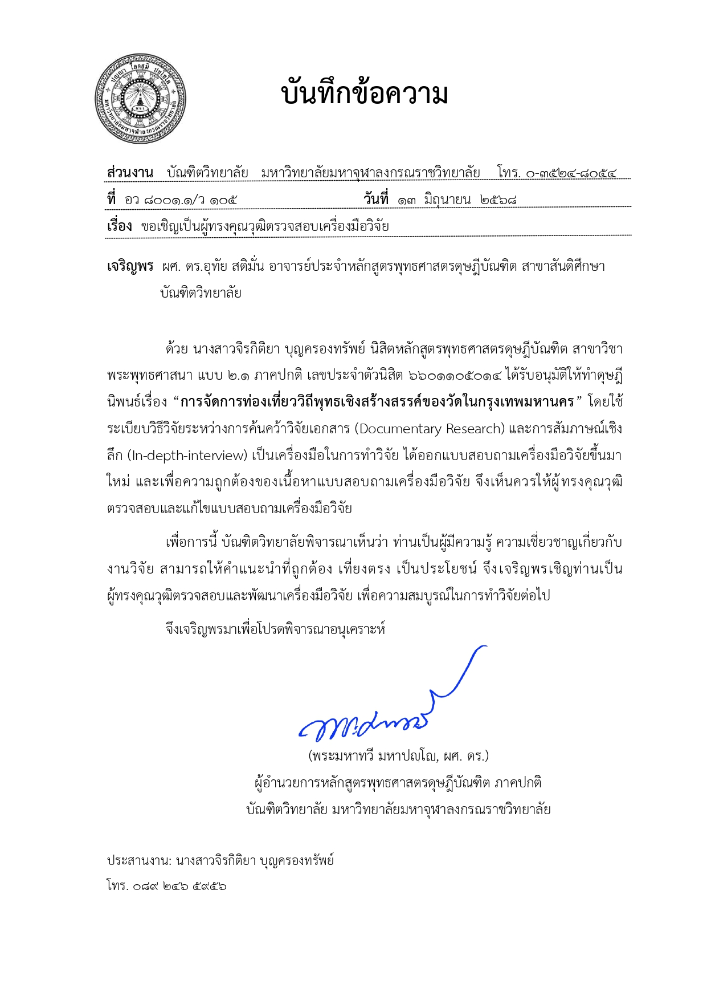 ปญฺญา โลกสฺมิ ปชฺโชโต
มหาวิทยาลัยมหาจุฬาลงกรณราชวิทยาลัย
บันทึกข้อความ
ส่วนงาน บัณฑิตวิทยาลัย มหาวิทยาลัยมหาจุฬาลงกรณราชวิทยาลัย โทร. ๐-๓๕๒๔-๘๐๕๔
ที่ อว ๘๐๐๑.๑/ว ๑๐๕ วันที่ ๑๓ มิถุนายน ๒๕๖๘
เรื่อง ขอเชิญเป็นผู้ทรงคุณวุฒิตรวจสอบเครื่องมือวิจัย
เจริญพร ผศ. ดร.อุทัย สติมั่น อาจารย์ประจำหลักสูตรพุทธศาสตรดุษฎีบัณฑิต สาขาสันติศึกษา
บัณฑิตวิทยาลัย
ด้วย นางสาวจิรกิติยา บุญครองทรัพย์ นิสิตหลักสูตรพุทธศาสตรดุษฎีบัณฑิต สาขาวิชา
พระพุทธศาสนา แบบ ๒.๑ ภาคปกติ เลขประจำตัวนิสิต ๖๖๐๑๑๐๕๐๑๔ ได้รับอนุมัติให้ทำดุษฎี
นิพนธ์เรื่อง “การจัดการท่องเที่ยววิถีพุทธเชิงสร้างสรรค์ของวัดในกรุงเทพมหานคร” โดยใช้
ระเบียบวิธีวิจัยระหว่างการค้นคว้าวิจัยเอกสาร (Documentary Research) และการสัมภาษณ์เชิง
ลึก (In-depth-interview) เป็นเครื่องมือในการทำวิจัย ได้ออกแบบสอบถามเครื่องมือวิจัยขึ้นมา
ใหม่ และเพื่อความถูกต้องของเนื้อหาแบบสอบถามเครื่องมือวิจัย จึงเห็นควรให้ผู้ทรงคุณวุฒิ
ตรวจสอบและแก้ไขแบบสอบถามเครื่องมือวิจัย
เพื่อการนี้ บัณฑิตวิทยาลัยพิจารณาเห็นว่า ท่านเป็นผู้มีความรู้ ความเชี่ยวชาญเกี่ยวกับ
งานวิจัย สามารถให้คำแนะนำที่ถูกต้อง เที่ยงตรง เป็นประโยชน์ จึงเจริญพรเชิญท่านเป็น
ผู้ทรงคุณวุฒิตรวจสอบและพัฒนาเครื่องมือวิจัย เพื่อความสมบูรณ์ในการทำวิจัยต่อไป
จึงเจริญพรมาเพื่อโปรดพิจารณาอนุเคราะห์
(พระมหาทวี มหาปญฺโญ, ผศ. ดร.)
ผู้อำนวยการหลักสูตรพุทธศาสตรดุษฎีบัณฑิต ภาคปกติ
บัณฑิตวิทยาลัย มหาวิทยาลัยมหาจุฬาลงกรณราชวิทยาลัย
ประสานงาน: นางสาวจิรกิติยา บุญครองทรัพย์
โทร. ๐๘๙ ๒๔๖ ๕๙๕๖